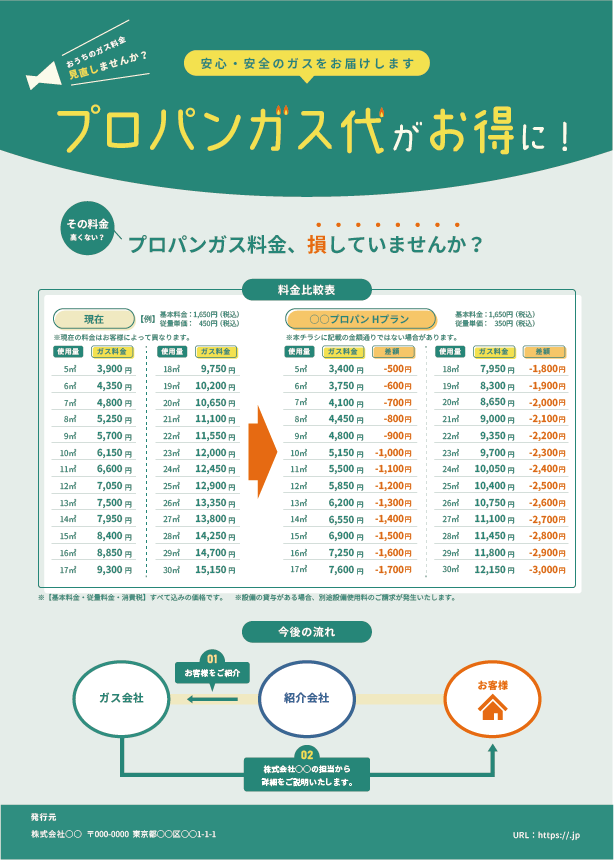 おうちのガス料金
見直しませんか？
安心・安全のガスをお届けします
プロパンガス代がお得に！
その料金
高くない？
プロパンガス料金、損していませんか？
料金比較表
現在 【例】 基本料金：1,650円（税込）
従量単価： 450円（税込）
※現在の料金はお客様によって異なります。
使用量 ガス料金 使用量 ガス料金
5㎥ 3,900円 18㎥ 9,750円
6㎥ 4,350円 19㎥ 10,200円
7㎥ 4,800円 20㎥ 10,650円
8㎥ 5,250円 21㎥ 11,100円
9㎥ 5,700円 22㎥ 11,550円
10㎥ 6,150円 23㎥ 12,000円
11㎥ 6,600円 24㎥ 12,450円
12㎥ 7,050円 25㎥ 12,900円
13㎥ 7,500円 26㎥ 13,350円
14㎥ 7,950円 27㎥ 13,800円
15㎥ 8,400円 28㎥ 14,250円
16㎥ 8,850円 29㎥ 14,700円
17㎥ 9,300円 30㎥ 15,150円
〇〇プロパン Hプラン 基本料金：1,650円（税込）
従量単価： 350円（税込）
※本チラシに記載の金額通りではない場合があります。
使用量 ガス料金 差額 使用量 ガス料金 差額
5㎥ 3,400円 -500円 18㎥ 7,950円 -1,800円
6㎥ 3,750円 -600円 19㎥ 8,300円 -1,900円
7㎥ 4,100円 -700円 20㎥ 8,650円 -2,000円
8㎥ 4,450円 -800円 21㎥ 9,000円 -2,100円
9㎥ 4,800円 -900円 22㎥ 9,350円 -2,200円
10㎥ 5,150円 -1,000円 23㎥ 9,700円 -2,300円
11㎥ 5,500円 -1,100円 24㎥ 10,050円 -2,400円
12㎥ 5,850円 -1,200円 25㎥ 10,400円 -2,500円
13㎥ 6,200円 -1,300円 26㎥ 10,750円 -2,600円
14㎥ 6,550円 -1,400円 27㎥ 11,100円 -2,700円
15㎥ 6,900円 -1,500円 28㎥ 11,450円 -2,800円
16㎥ 7,250円 -1,600円 29㎥ 11,800円 -2,900円
17㎥ 7,600円 -1,700円 30㎥ 12,150円 -3,000円
※【基本料金・従量料金・消費税】すべて込みの価格です。 ※設備の貸与がある場合、別途設備使用料のご請求が発生いたします。
今後の流れ
01
お客様をご紹介
ガス会社
紹介会社
お客様
02
株式会社〇〇の担当から
詳細をご説明いたします。
発行元
株式会社〇〇 〒000-0000 東京都〇〇区〇〇1-1-1
URL：https://.jp